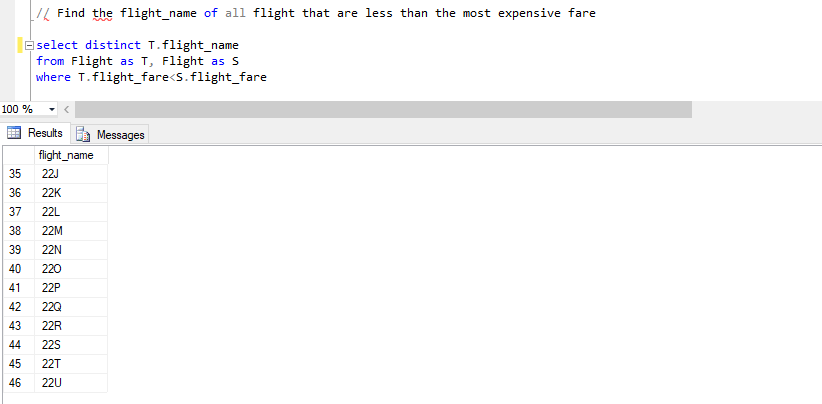 // Find the flight_name of all flight that are less than the most expensive fare
select distinct T.flight_name
from Flight as T, Flight as S
where T.flight_fare<S.flight_fare
100 %
Results Messages
flight_name
35 22J
36 22K
37 22L
38 22M
39 22N
40 22O
41 22P
42 22Q
43 22R
44 22S
45 22T
46 22U